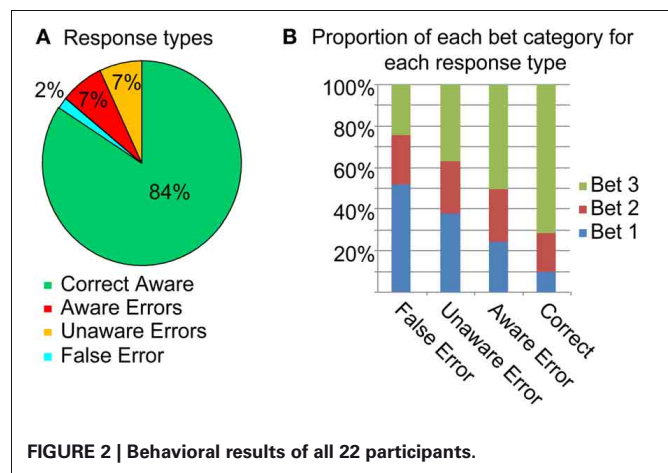 A Response types
2%
7%
7%
84%
Correct Aware
Aware Errors
Unaware Errors
False Error
B Proportion of each bet category for
each response type
100%
80%
60%
40%
20%
Bet 3
Bet 2
Bet 1
False Error
Unaware Error
Aware Error
Correct
FIGURE 2 | Behavioral results of all 22 participants.